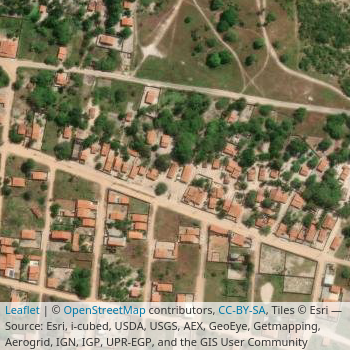 Leaflet | © OpenStreetMap contributors, CC-BY-SA, Tiles © Esri —
Source: Esri, i-cubed, USDA, USGS, AEX, GeoEye, Getmapping,
Aerogrid, IGN, IGP, UPR-EGP, and the GIS User Community